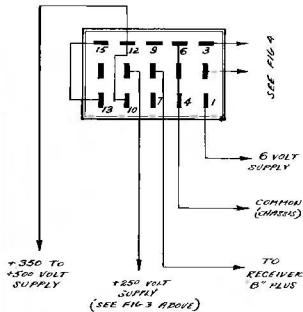 15 12 9 6 3
13 10 7 4 1
SEE FIG 4
6 VOLT
SUPPLY
COMMON
(CHASSIS)
TO
RECEIVER
B" PLUS
+350 TO
+500 VOLT
SUPPLY
+250 VOLT
SUPPLY
(SEE FIG 3 ABOVE)